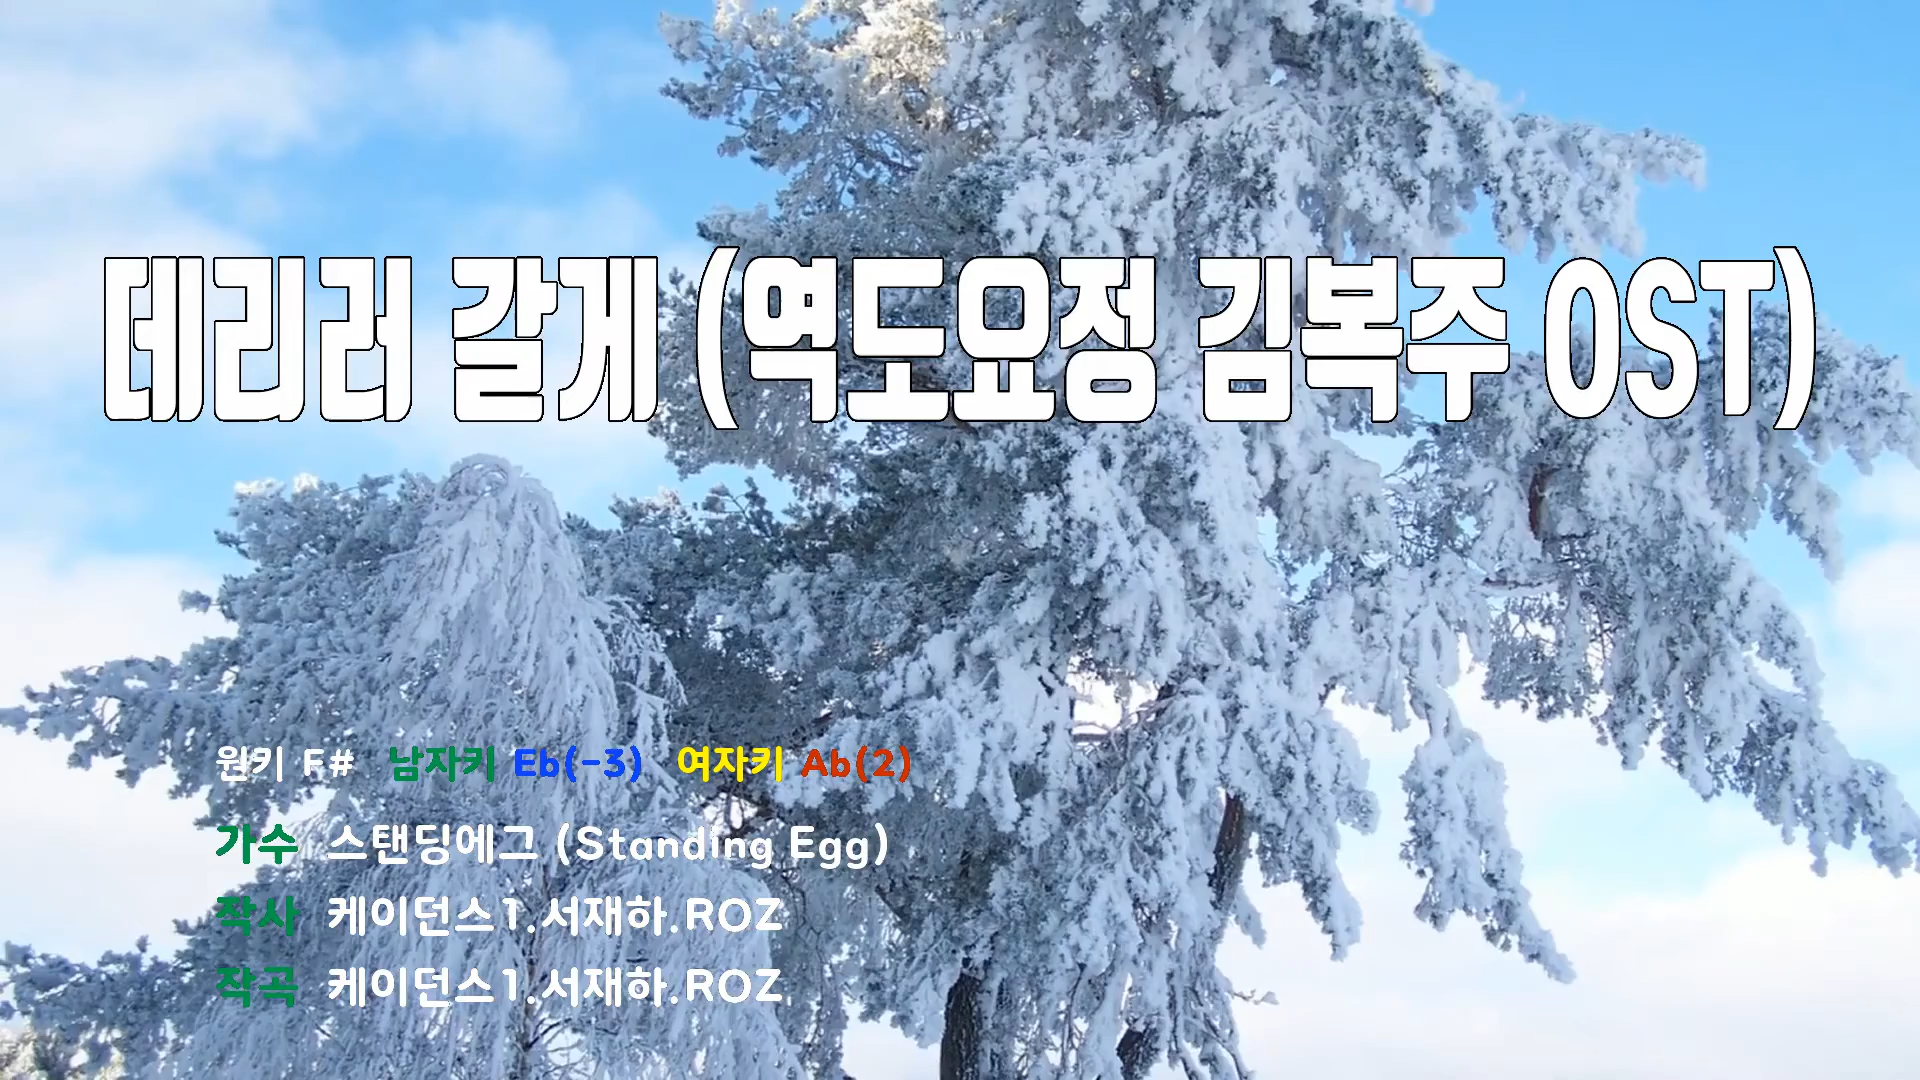 데리러 갈게 (역도요정 김복주 OST)
원키 F# 남자키 Eb(-3) 여자키 Ab(2)
가수 스탠딩에그 (Standing Egg)
작사 케이던스1.서재하.ROZ
작곡 케이던스1.서재하.ROZ